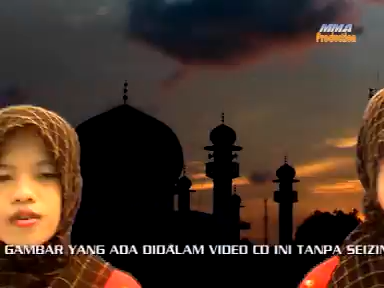 MMA
Production
GAMBAR YANG ADA DIDALAM VIDEO CD INI TANPA SEIZIN